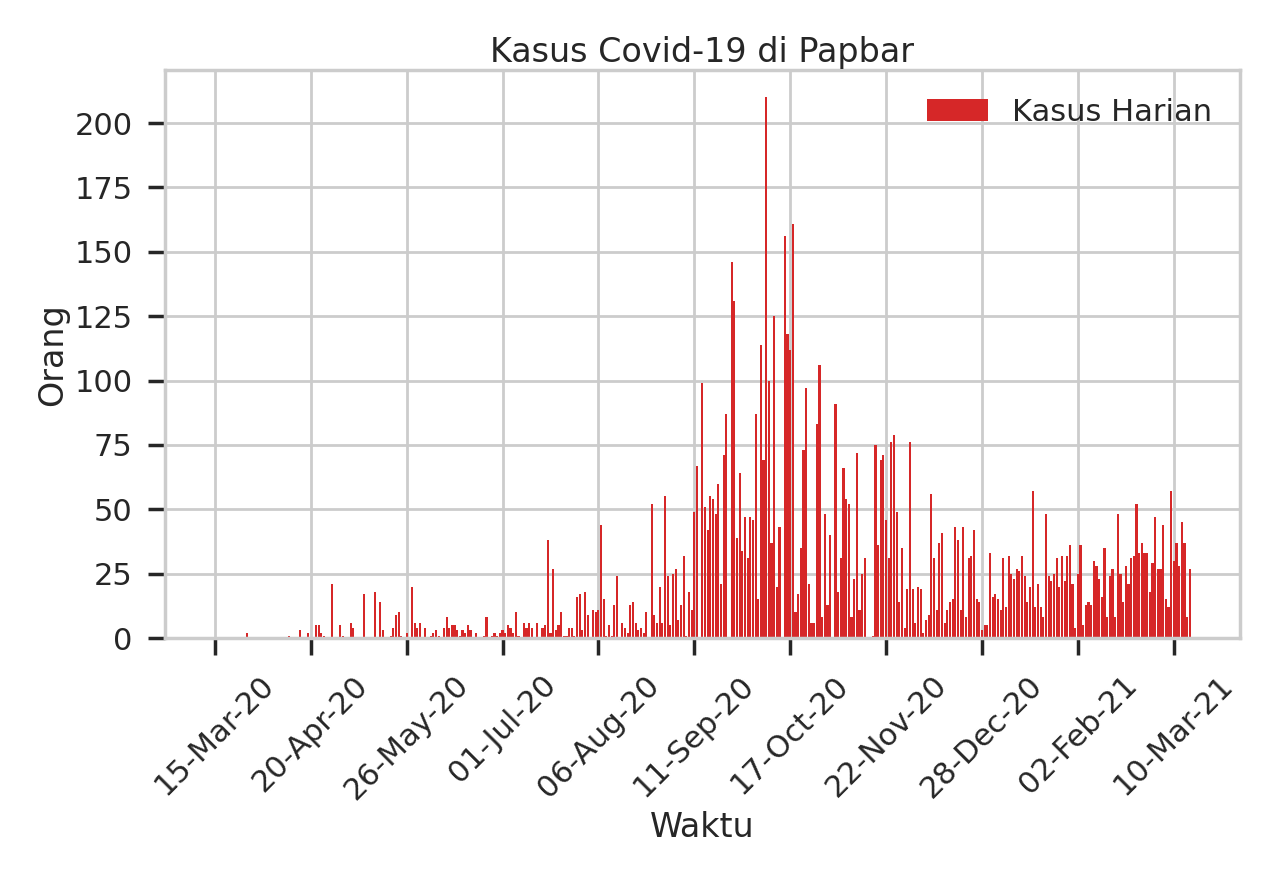 Kasus Covid-19 di Papbar
Kasus Harian
Orang
200
175
150
125
100
75
50
25
0
15-Mar-20
20-Apr-20
26-May-20
01-Jul-20
06-Aug-20
11-Sep-20
17-Oct-20
22-Nov-20
28-Dec-20
02-Feb-21
10-Mar-21
Waktu